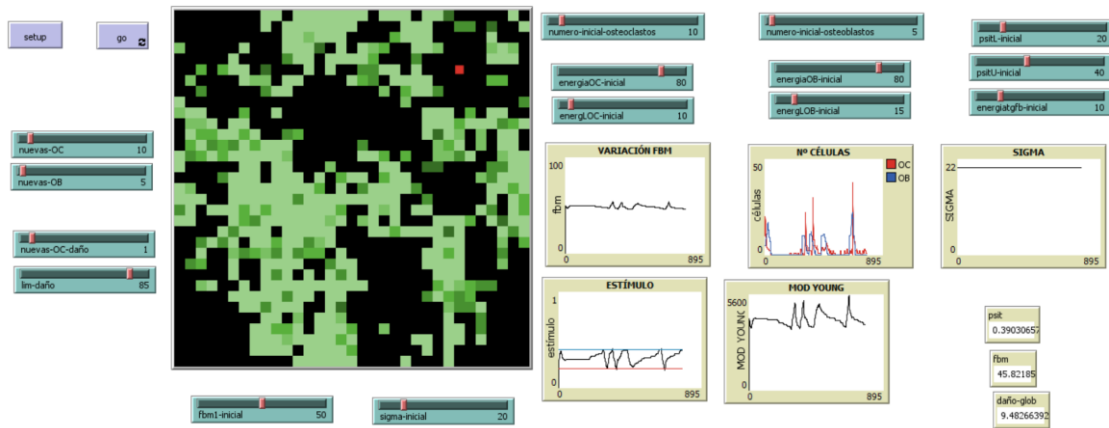 setup
go
nuevas-OC 10
nuevas-OB 5
nuevas-OC-daño 1
lim-daño 85
fbm1-inicial 50
sigma-inicial 20
numero-inicial-osteoclastos 10
numero-inicial-osteoblastos 5
psitL-inicial 20
energiaOC-inicial 80
energiaOB-inicial 80
psitU-inicial 40
energLOC-inicial 10
energLOB-inicial 15
energiatgfb-inicial 10
VARIACIÓN FBM
100
fbm
0
0 895
Nº CÉLULAS
50
células
0
0 895
OC
OB
SIGMA
22
SIGMA
0
0 895
ESTÍMULO
1
estímulo
0
0 895
MOD YOUNG
5600
MOD YOUNG
0
0 895
psit
0.39030657
fbm
45.82185
daño-glob
9.48266392